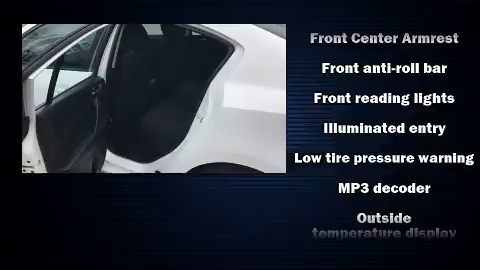 Front Center Armrest
Front anti-roll bar
Front reading lights
Illuminated entry
Low tire pressure warning
MP3 decoder
Outside
temperature display